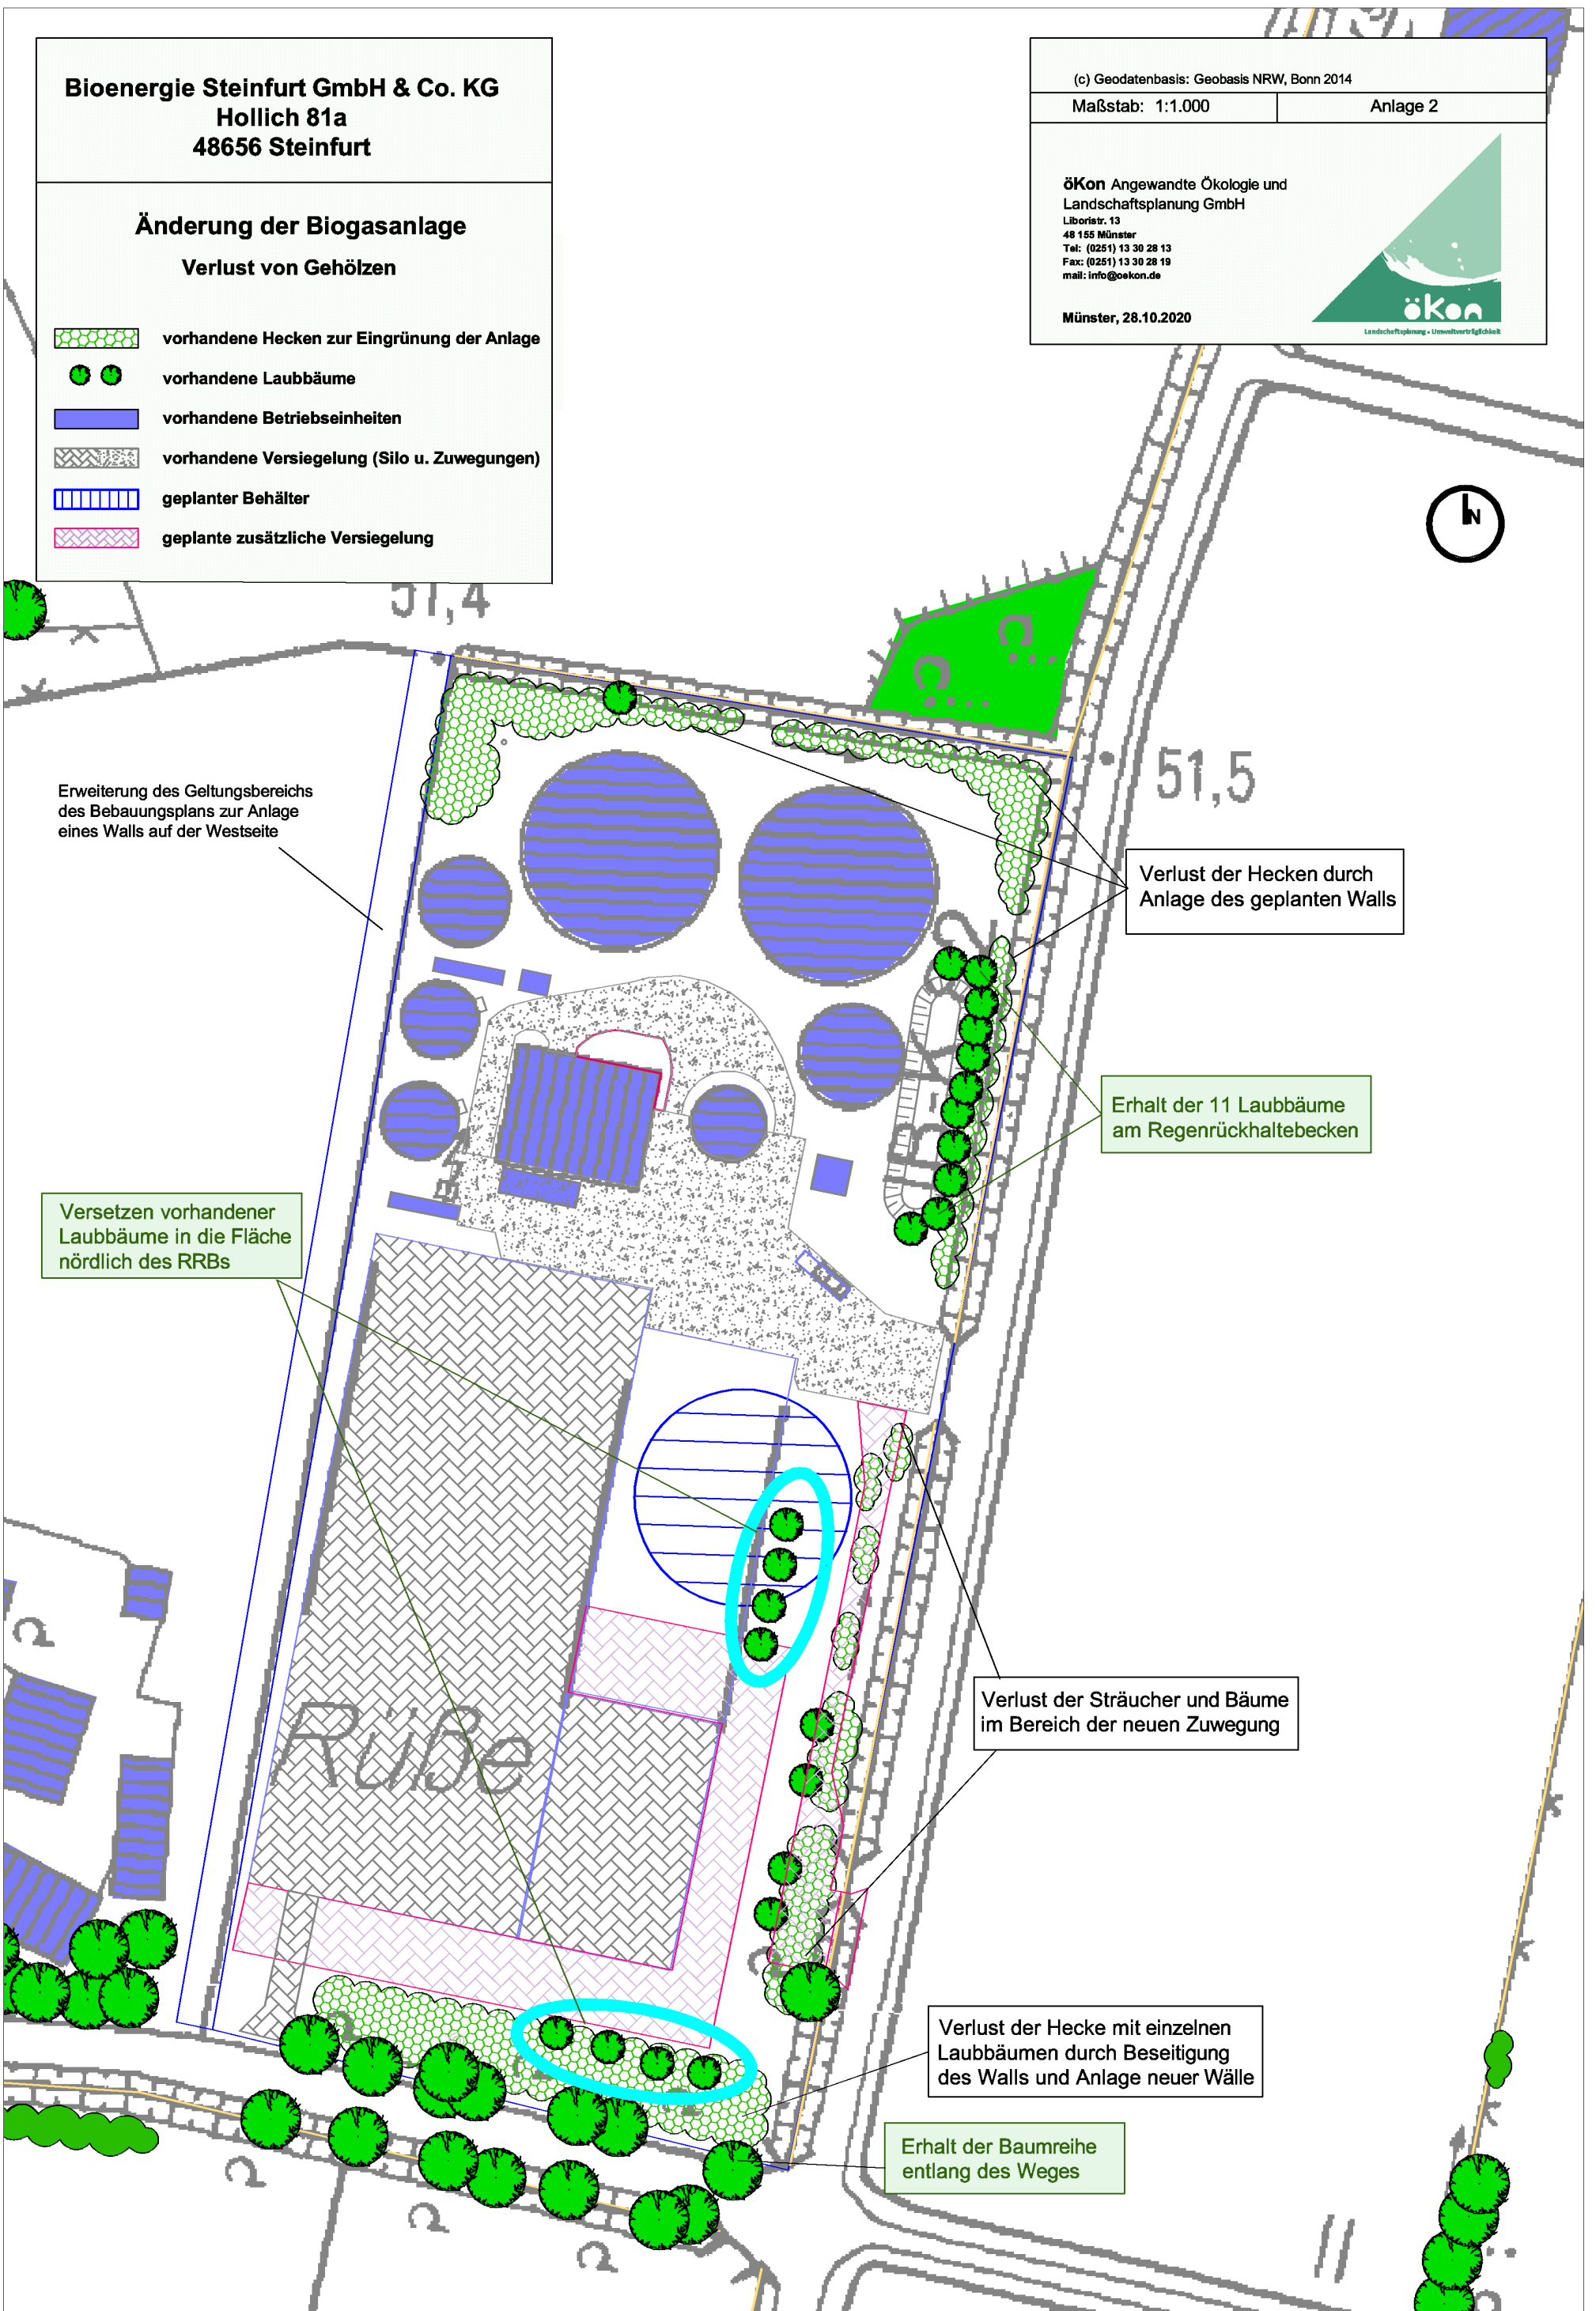 Bioenergie Steinfurt GmbH & Co. KG
Hollich 81a
48656 Steinfurt
Änderung der Biogasanlage
Verlust von Gehölzen
vorhandene Hecken zur Eingrünung der Anlage
vorhandene Laubbäume
vorhandene Betriebseinheiten
vorhandene Versiegelung (Silo u. Zuwegungen)
geplanter Behälter
geplante zusätzliche Versiegelung
(c) Geodatenbasis: Geobasis NRW, Bonn 2014
Maßstab: 1:1.000
Anlage 2
öKon Angewandte Ökologie und
Landschaftsplanung GmbH
Liboristr. 13
48 155 Münster
Tel: (0251) 13 30 28 13
Fax: (0251) 13 30 28 19
mail: info@oekon.de
Münster, 28.10.2020
öKon
Landschaftsplanung • Umweltverträglichkeit
N
51,4
51,5
Erweiterung des Geltungsbereichs
des Bebauungsplans zur Anlage
eines Walls auf der Westseite
Verlust der Hecken durch
Anlage des geplanten Walls
Erhalt der 11 Laubbäume
am Regenrückhaltebecken
Versetzen vorhandener
Laubbäume in die Fläche
nördlich des RRBs
Rüße
Verlust der Sträucher und Bäume
im Bereich der neuen Zuwegung
Verlust der Hecke mit einzelnen
Laubbäumen durch Beseitigung
des Walls und Anlage neuer Wälle
Erhalt der Baumreihe
entlang des Weges